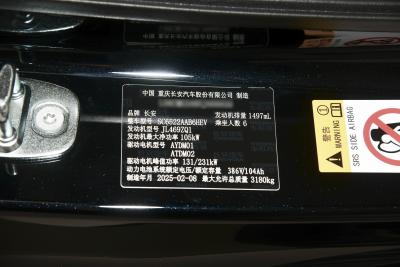 中国 重庆长安汽车股份有限公司 制造
品牌 长安 发动机排量 1497mL
整车型号 SC6522AAB6HEV 乘坐人数 6
发动机型号 JL469ZQ1
发动机最大净功率 105kW
驱动电机型号 AYDM01
ATDM02
驱动电机峰值功率 131/231kW
动力电池系统额定电压/额定容量 386V/104Ah
制造年月 2025-02-08 最大允许总质量 3180kg
SRS SIDE AIRBAG